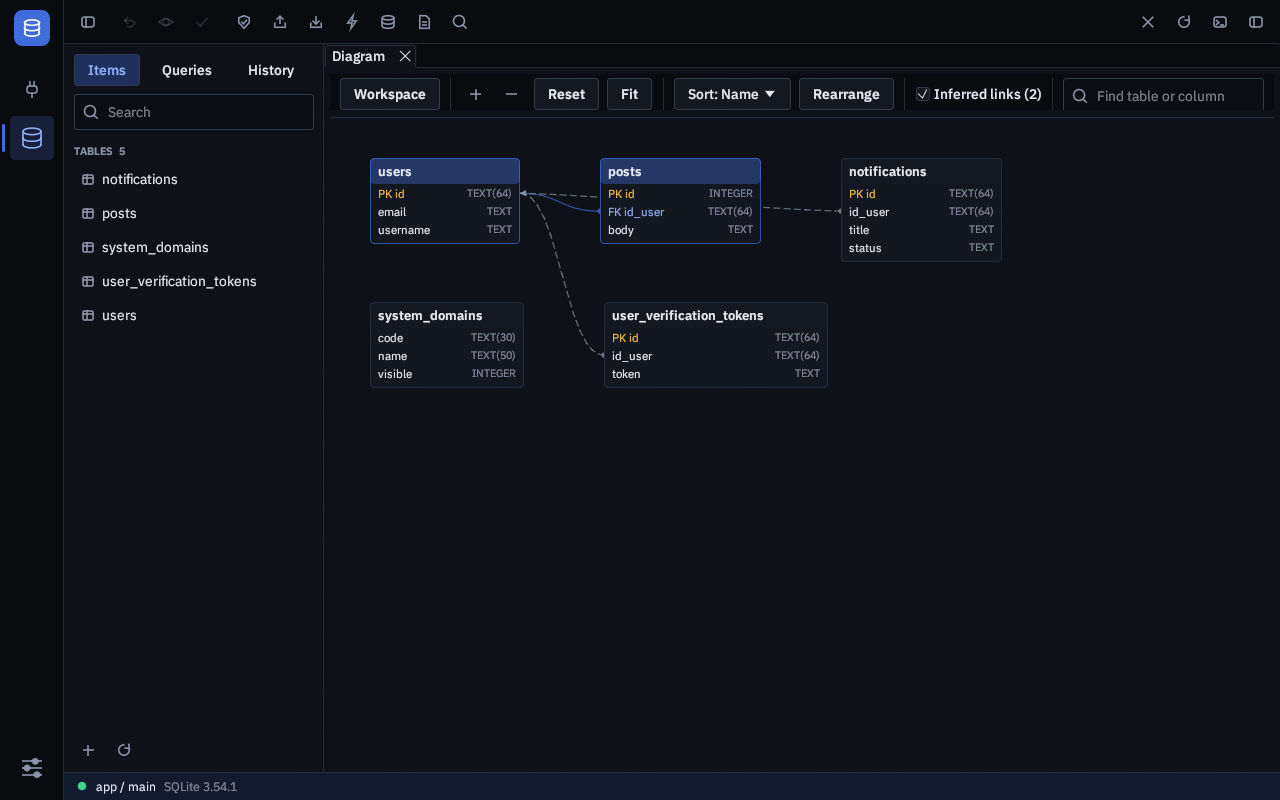 Diagram
Items Queries History
Workspace Reset Fit Sort: Name Rearrange Inferred links (2) Find table or column
Search
TABLES 5
notifications
posts
system_domains
user_verification_tokens
users
users
PK id TEXT(64)
email TEXT
username TEXT
posts
PK id INTEGER
FK id_user TEXT(64)
body TEXT
notifications
PK id TEXT(64)
id_user TEXT(64)
title TEXT
status TEXT
system_domains
code TEXT(30)
name TEXT(50)
visible INTEGER
user_verification_tokens
PK id TEXT(64)
id_user TEXT(64)
token TEXT
app / main SQLite 3.54.1